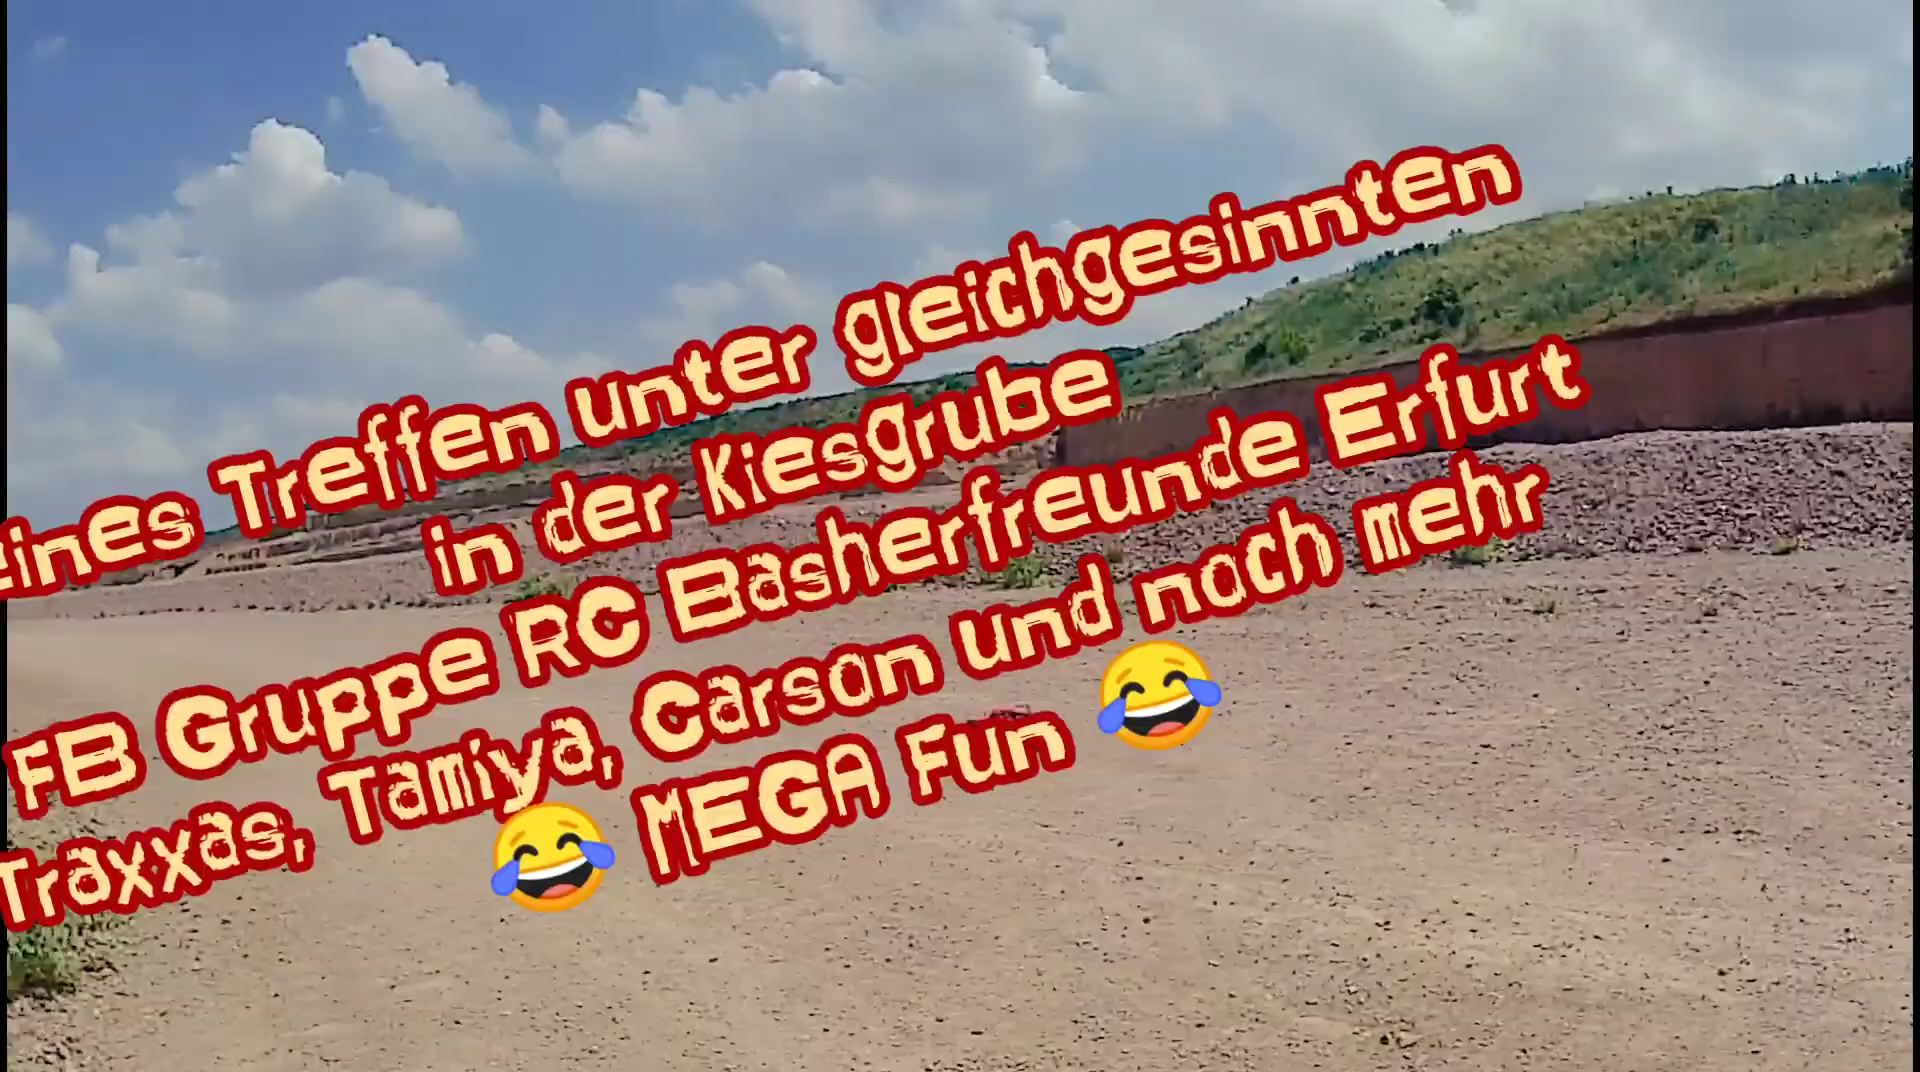 eines Treffen unter gleichgesinnten
in der Kiesgrube
FB Gruppe RC Basherfreunde Erfurt
Traxxas, Tamiya, Carson und noch mehr
😂 MEGA Fun 😂